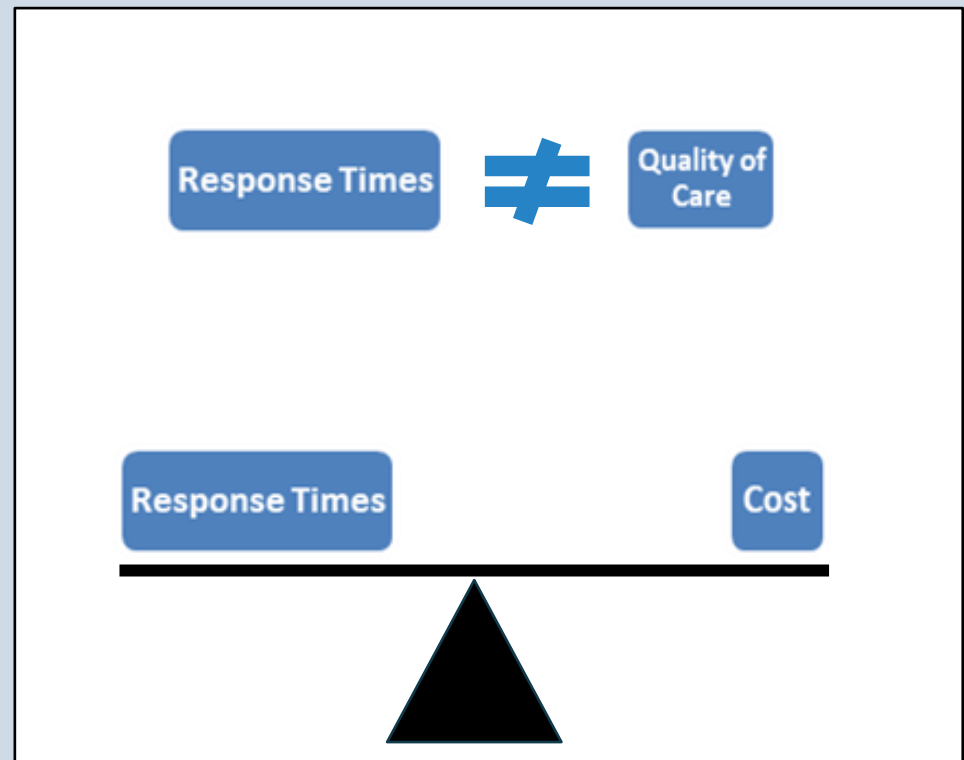 Response Times
≠
Quality of
Care
Response Times
Cost